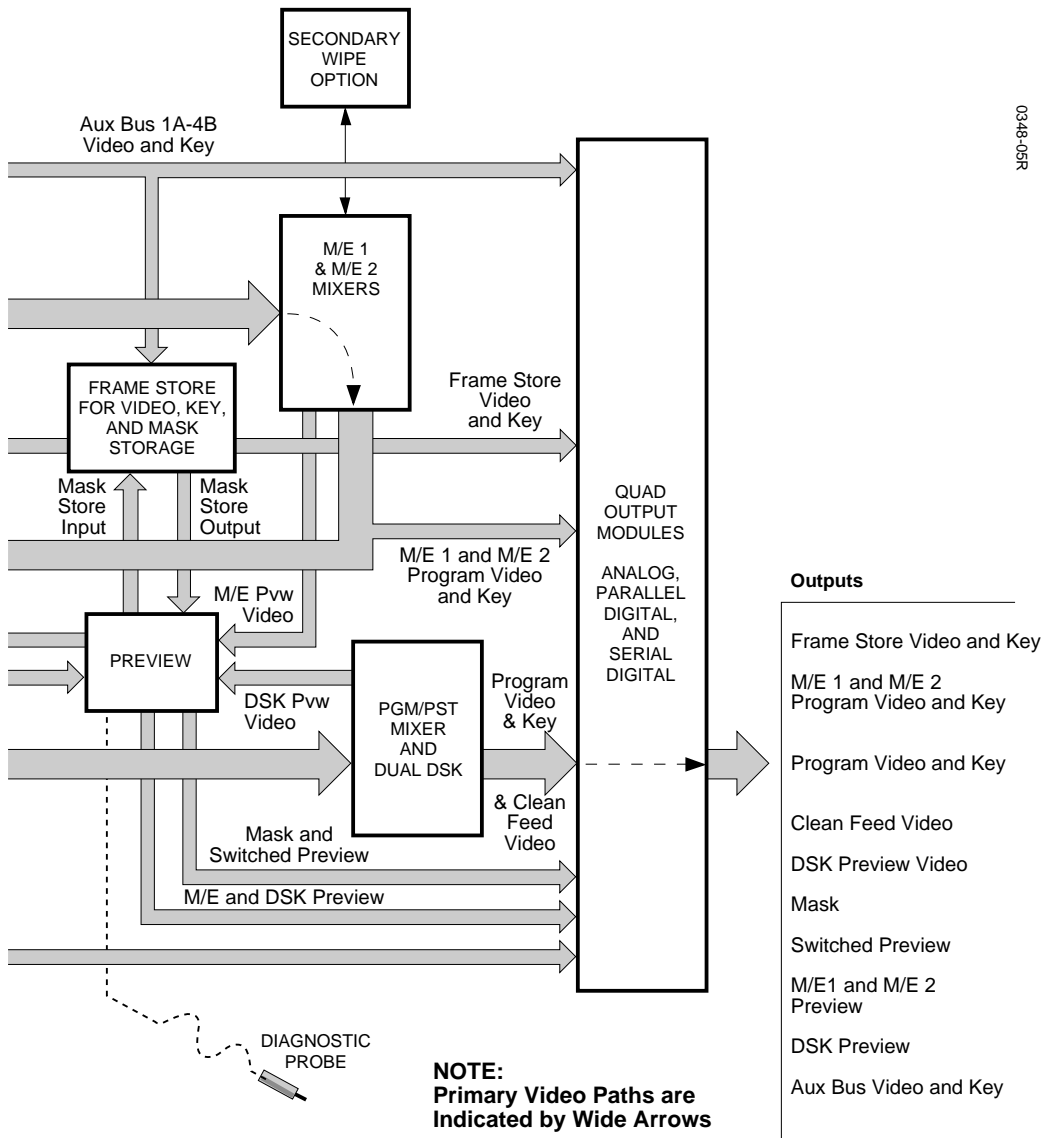 SECONDARY
WIPE
OPTION
Aux Bus 1A-4B
Video and Key
0348-05R
M/E 1
& M/E 2
MIXERS
FRAME STORE
FOR VIDEO, KEY,
AND MASK
STORAGE
Frame Store
Video
and Key
Mask
Store
Input
Mask
Store
Output
QUAD
OUTPUT
MODULES
ANALOG,
PARALLEL
DIGITAL,
AND
SERIAL
DIGITAL
M/E 1 and M/E 2
Program Video
and Key
M/E Pvw
Video
PREVIEW
DSK Pvw
Video
PGM/PST
MIXER
AND
DUAL DSK
Program
Video
& Key
& Clean
Feed
Video
Mask and
Switched Preview
M/E and DSK Preview
DIAGNOSTIC
PROBE
NOTE:
Primary Video Paths are
Indicated by Wide Arrows
Outputs
Frame Store Video and Key
M/E 1 and M/E 2
Program Video and Key
Program Video and Key
Clean Feed Video
DSK Preview Video
Mask
Switched Preview
M/E1 and M/E 2
Preview
DSK Preview
Aux Bus Video and Key